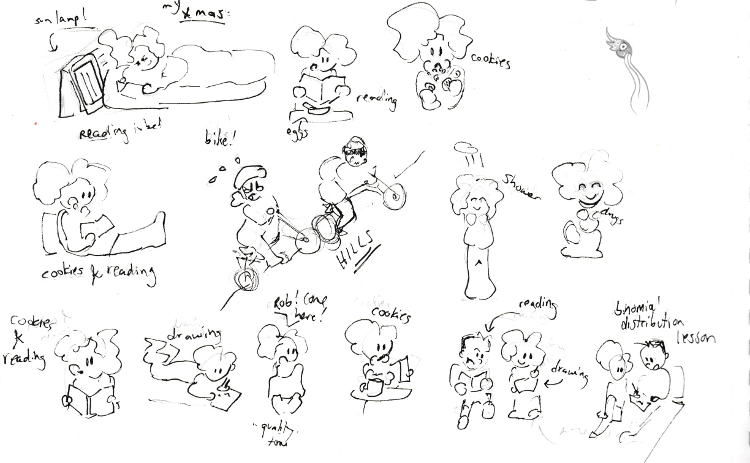 my
xmas:
sun lamp!
Reading in bed
reading
eggs
cookies
bike!
HILLS
shower
drugs
cookies & reading
cookies
&
reading
drawing
Rob! Come
here!
"quality
time
cookies
reading
drawing
binomial
distribution
lesson